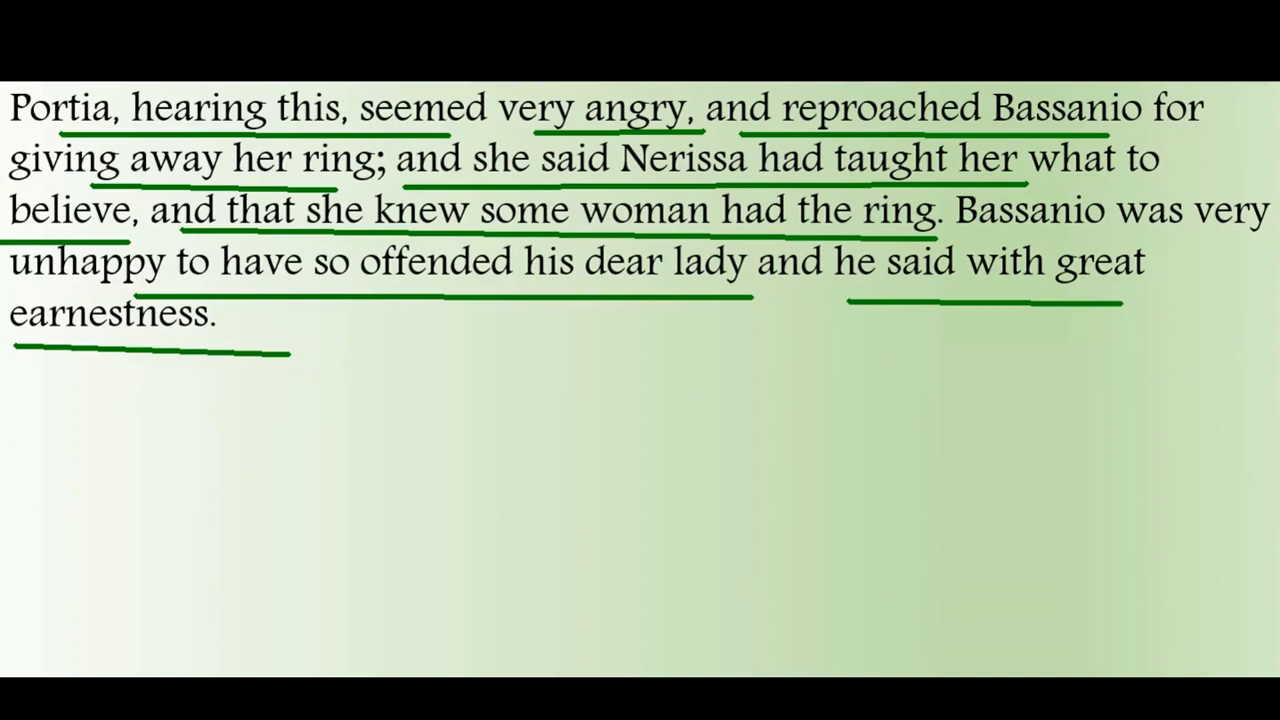 Portia, hearing this, seemed very angry, and reproached Bassanio for
giving away her ring; and she said Nerissa had taught her what to
believe, and that she knew some woman had the ring. Bassanio was very
unhappy to have so offended his dear lady and he said with great
earnestness.